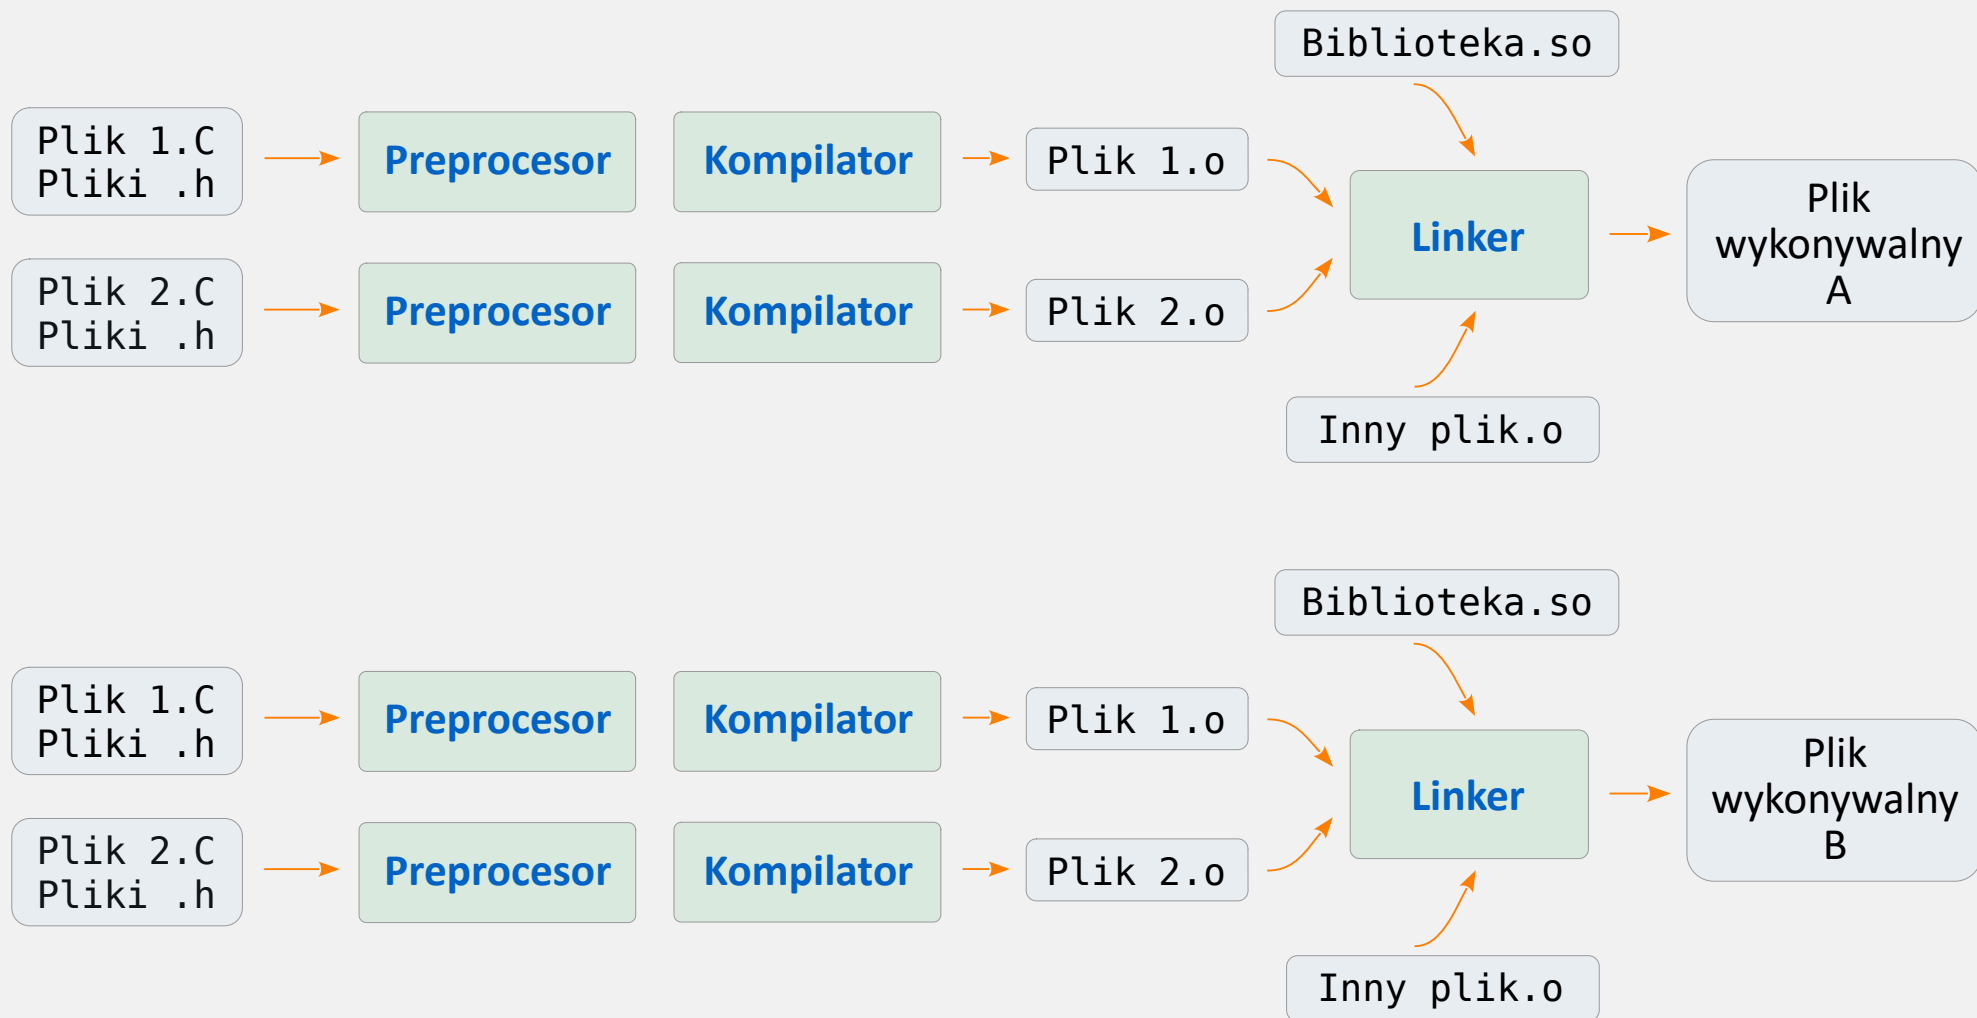 Biblioteka.so
Plik 1.C
Pliki .h
Preprocesor
Kompilator
Plik 1.o
Linker
Plik
wykonywalny
A
Plik 2.C
Pliki .h
Preprocesor
Kompilator
Plik 2.o
Inny plik.o
Biblioteka.so
Plik 1.C
Pliki .h
Preprocesor
Kompilator
Plik 1.o
Linker
Plik
wykonywalny
B
Plik 2.C
Pliki .h
Preprocesor
Kompilator
Plik 2.o
Inny plik.o